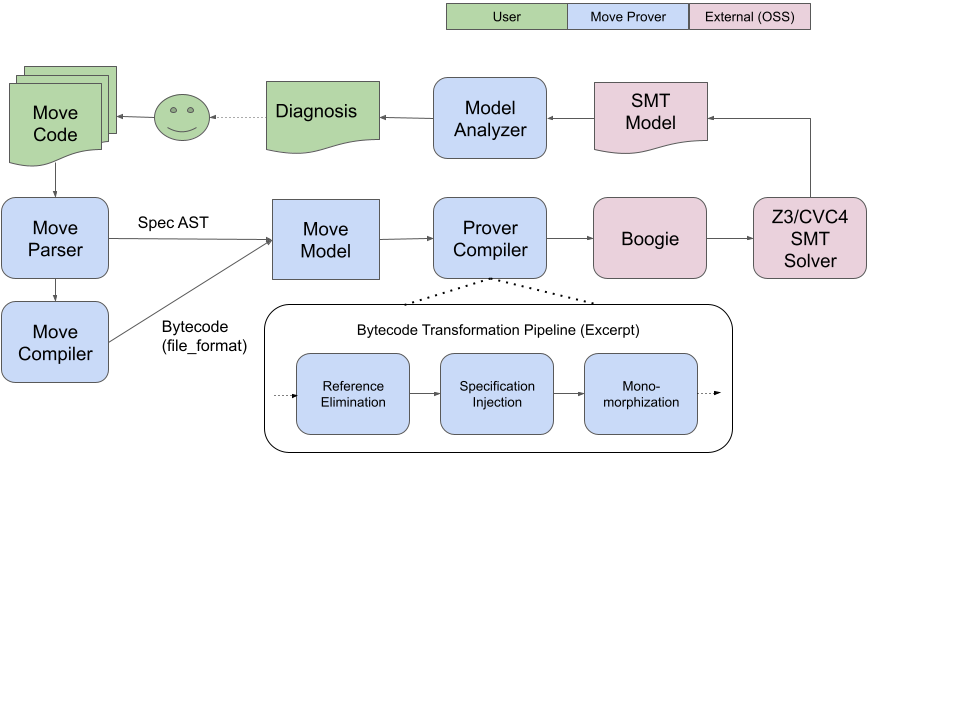 User
Move Prover
External (OSS)
Move
Code
Diagnosis
Model
Analyzer
SMT
Model
Move
Parser
Spec AST
Move
Model
Prover
Compiler
Boogie
Z3/CVC4
SMT
Solver
Move
Compiler
Bytecode
(file_format)
Bytecode Transformation Pipeline (Excerpt)
Reference
Elimination
Specification
Injection
Mono-
morphization